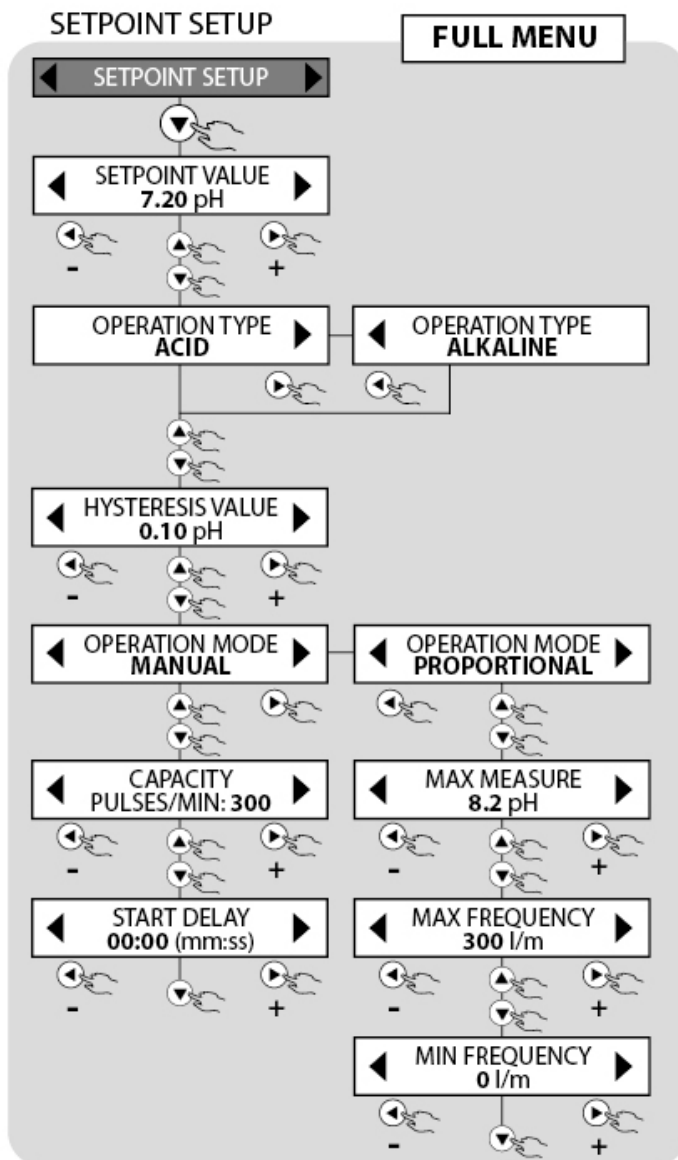 SETPOINT SETUP
FULL MENU
SETPOINT SETUP
SETPOINT VALUE
7.20 pH
- +
OPERATION TYPE
ACID
OPERATION TYPE
ALKALINE
HYSTERESIS VALUE
0.10 pH
- +
OPERATION MODE
MANUAL
OPERATION MODE
PROPORTIONAL
CAPACITY
PULSES/MIN: 300
- +
MAX MEASURE
8.2 pH
- +
START DELAY
00:00 (mm:ss)
- +
MAX FREQUENCY
300 l/m
- +
MIN FREQUENCY
0 l/m
- +